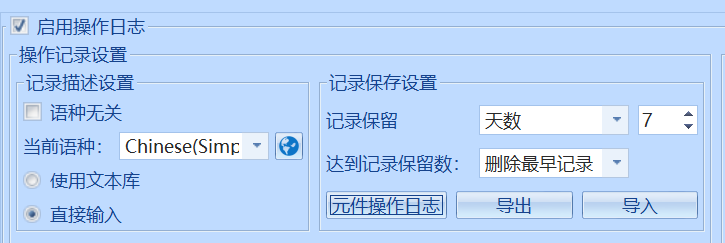 启用操作日志
操作记录设置
记录描述设置
语种无关
当前语种： Chinese(Simp
使用文本库
直接输入
记录保存设置
记录保留 天数 7
达到记录保留数： 删除最早记录
元件操作日志 导出 导入